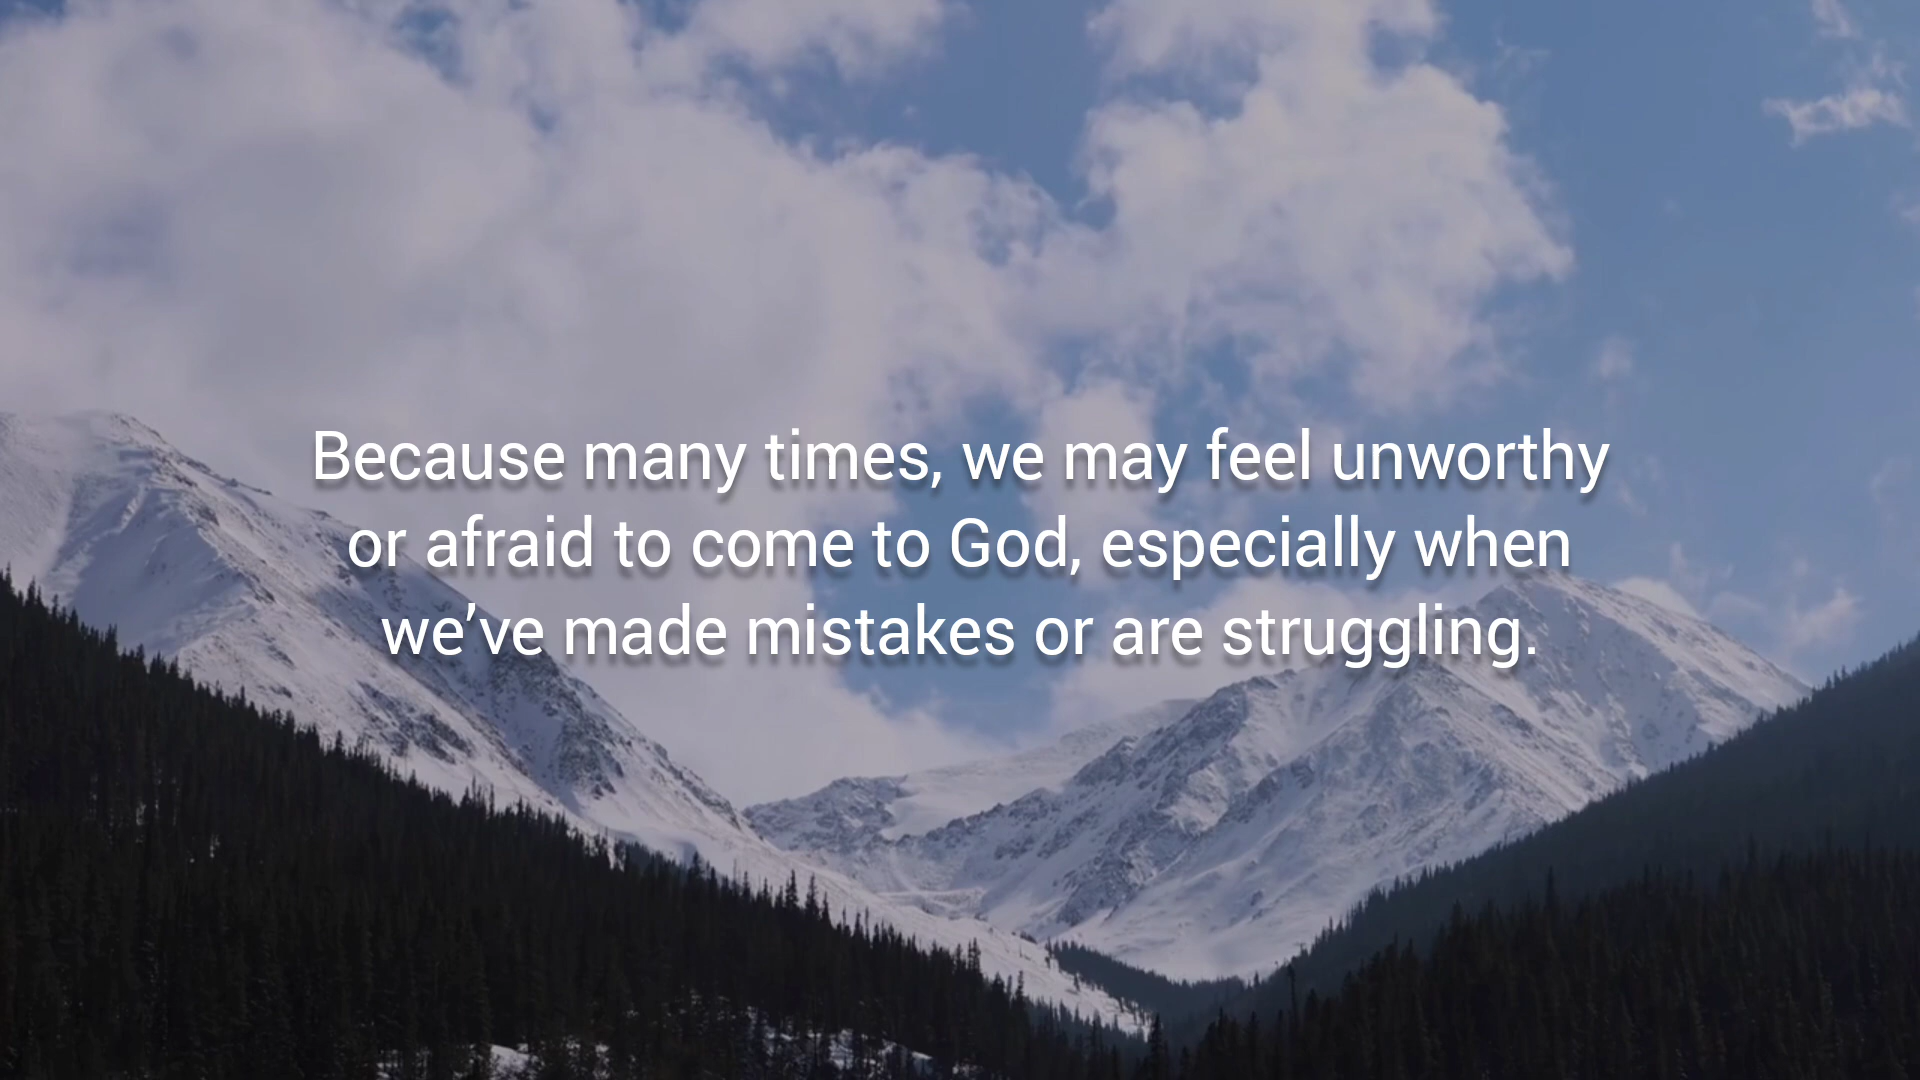 Because many times, we may feel unworthy
or afraid to come to God, especially when
we’ve made mistakes or are struggling.